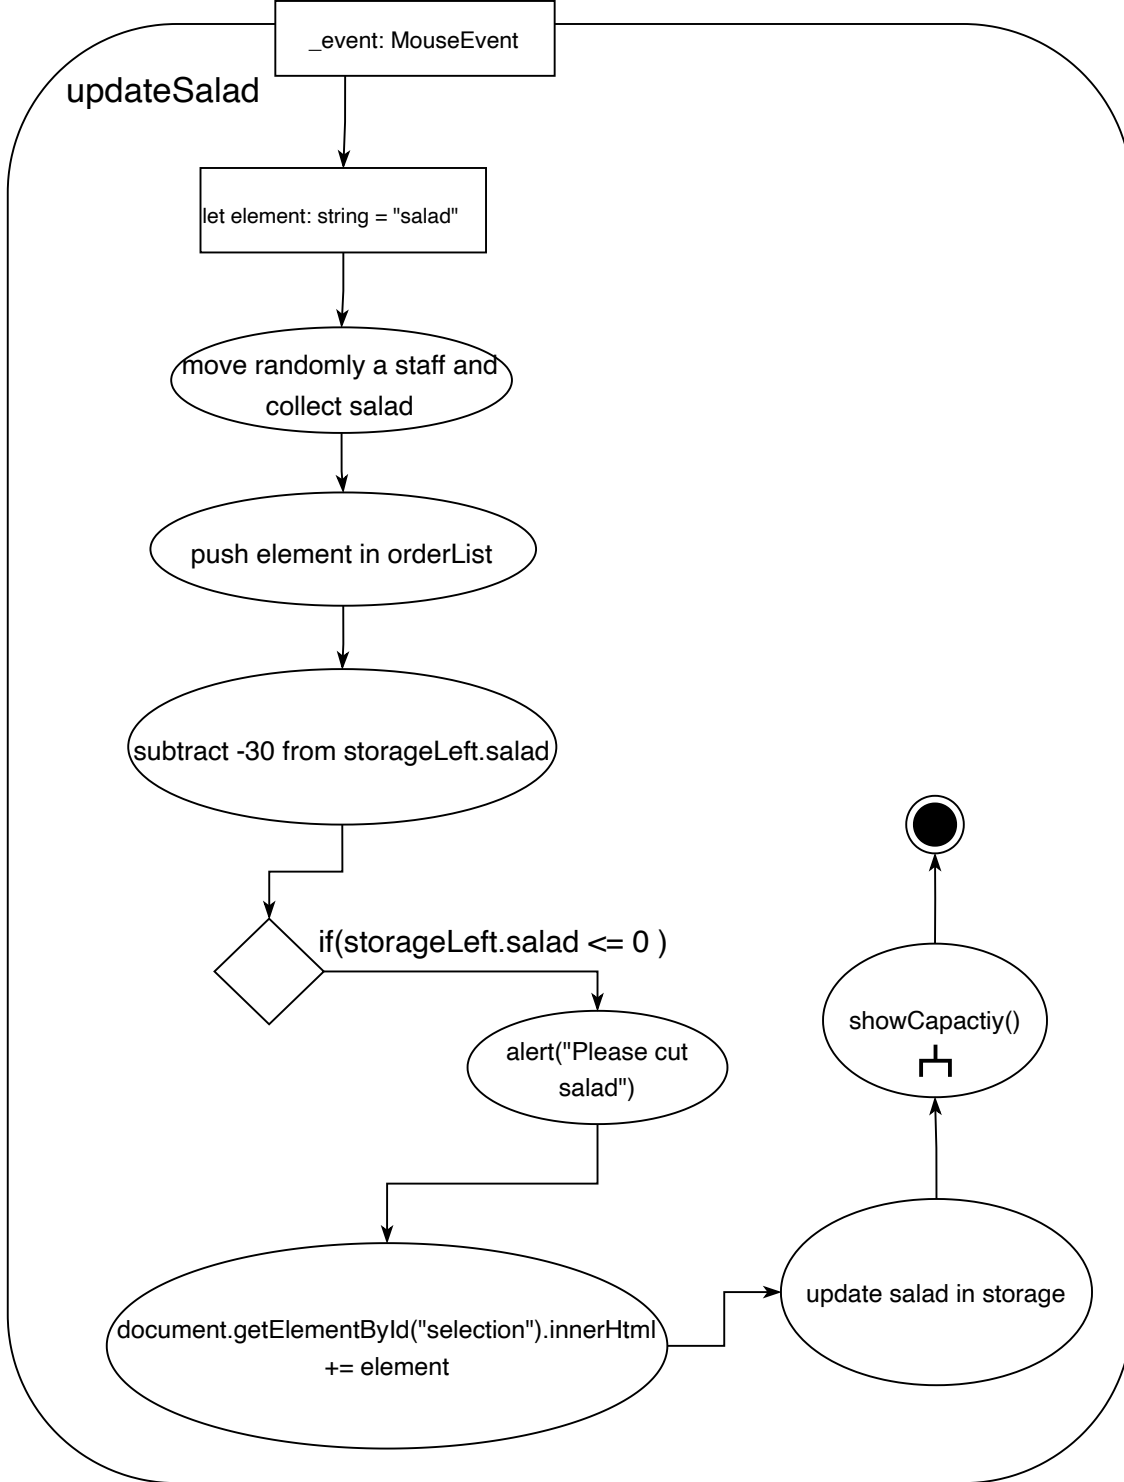 _event: MouseEvent
updateSalad
let element: string = "salad"
move randomly a staff and
collect salad
push element in orderList
subtract -30 from storageLeft.salad
if(storageLeft.salad <= 0 )
alert("Please cut
salad")
document.getElementById("selection").innerHtml
+= element
update salad in storage
showCapactiy()